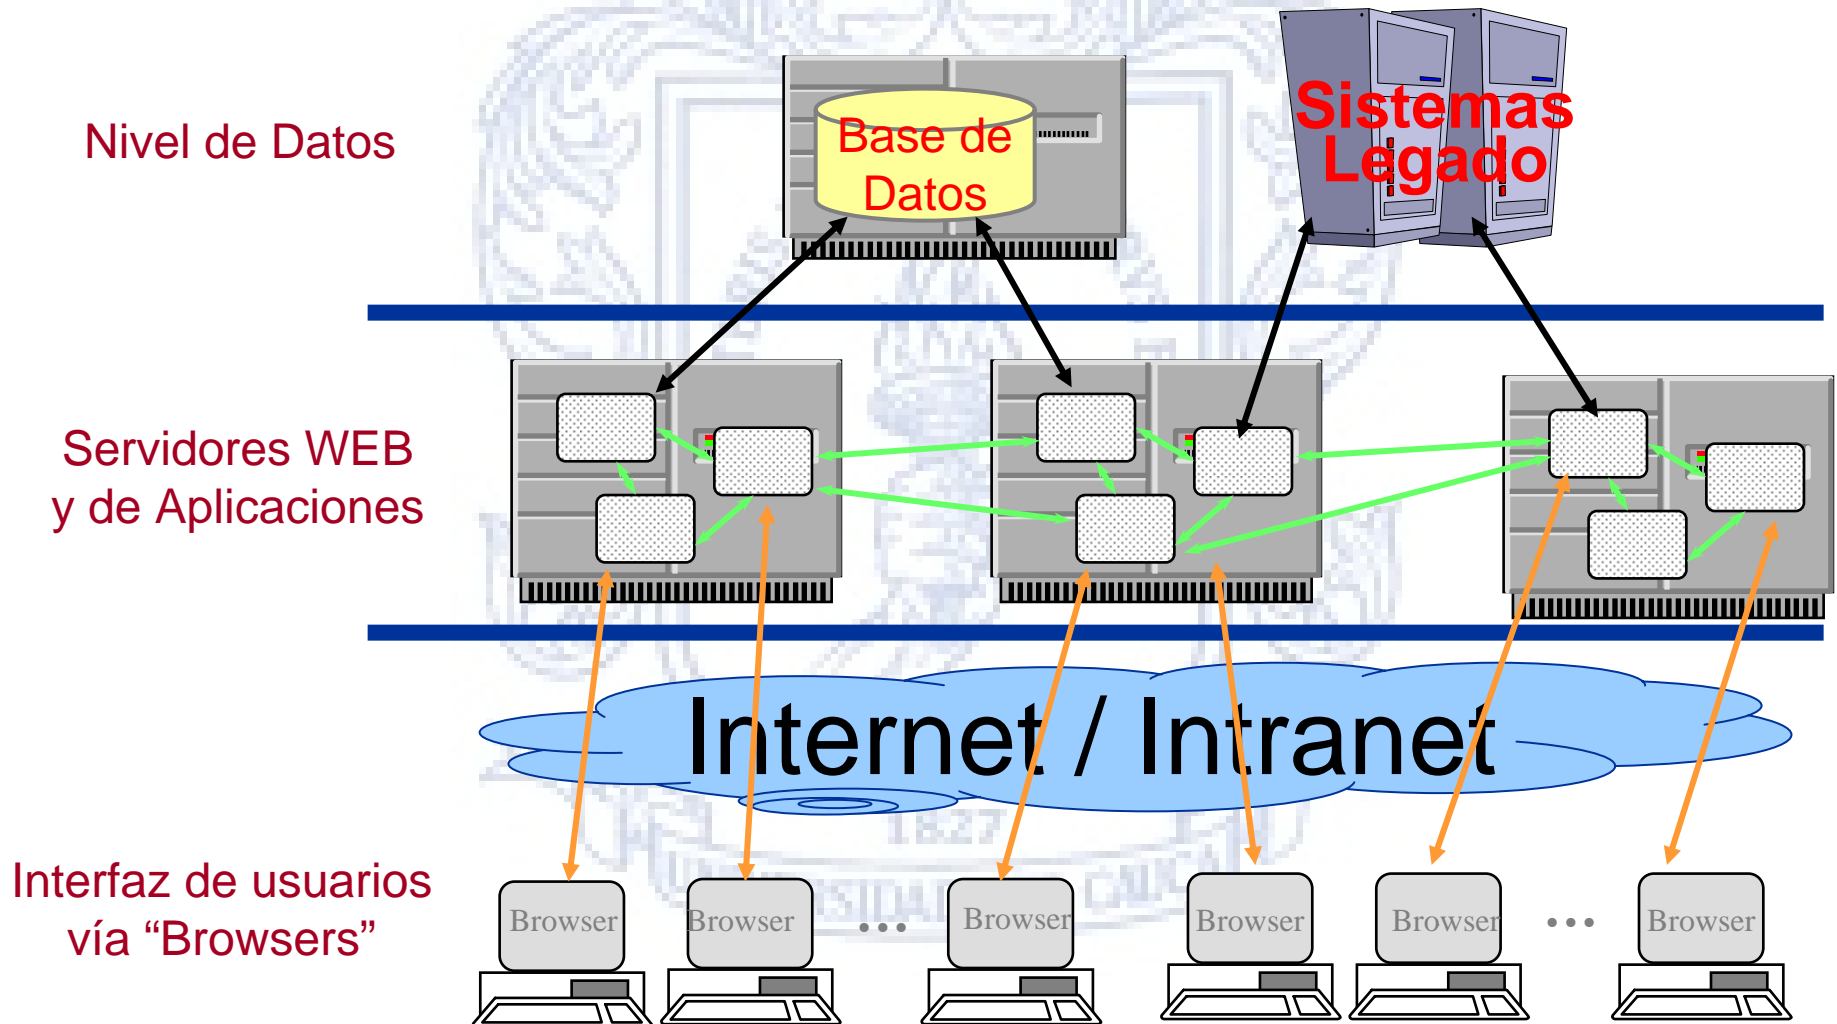 Nivel de Datos
Base de
Datos
Sistemas
Legado
Servidores WEB
y de Aplicaciones
Internet / Intranet
1827
Interfaz de usuarios
vía “Browsers”
Browser
Browser
...
Browser
Browser
Browser
...
Browser